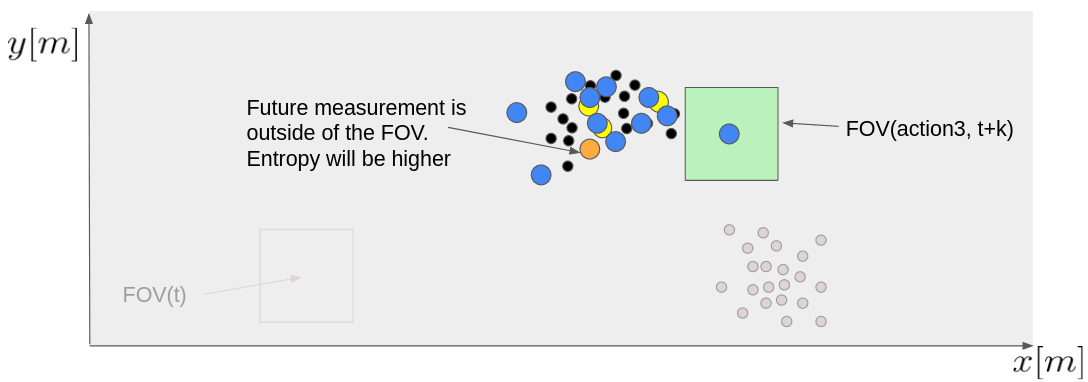 y[m]
Future measurement is
outside of the FOV.
Entropy will be higher
FOV(action3, t+k)
FOV(t)
x[m]